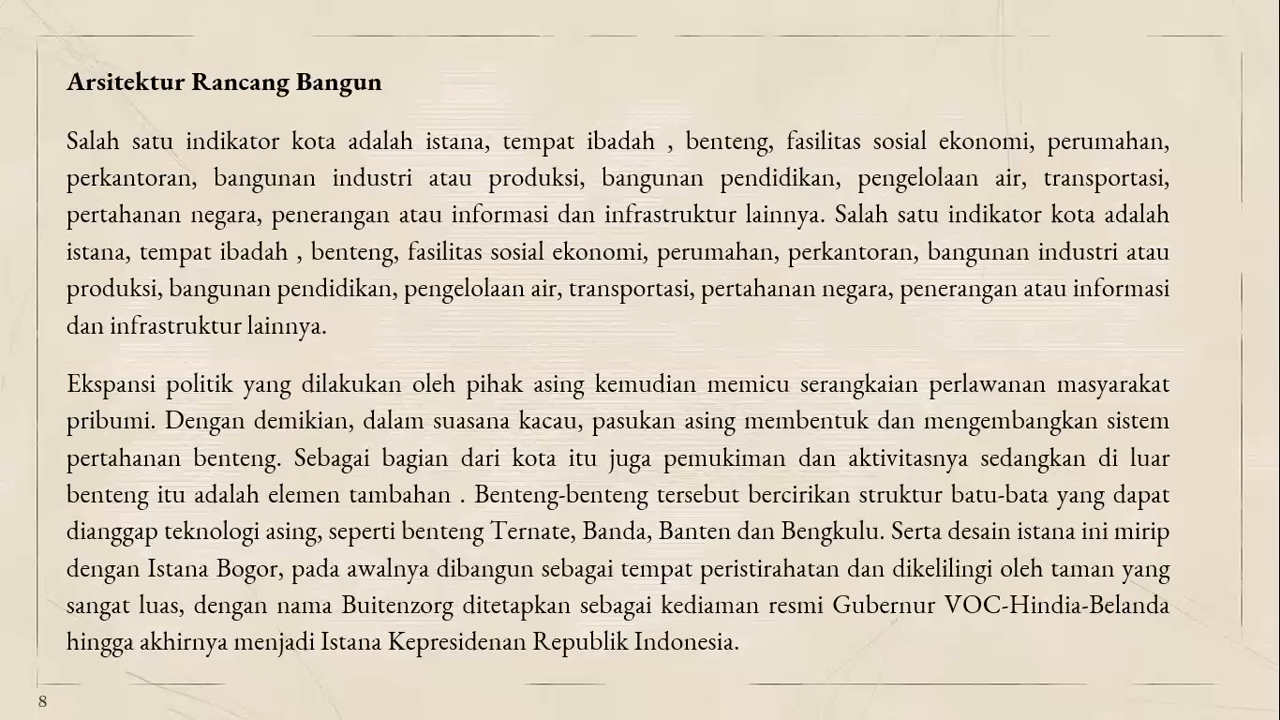 Arsitektur Rancang Bangun
Salah satu indikator kota adalah istana, tempat ibadah , benteng, fasilitas sosial ekonomi, perumahan,
perkantoran, bangunan industri atau produksi, bangunan pendidikan, pengelolaan air, transportasi,
pertahanan negara, penerangan atau informasi dan infrastruktur lainnya. Salah satu indikator kota adalah
istana, tempat ibadah , benteng, fasilitas sosial ekonomi, perumahan, perkantoran, bangunan industri atau
produksi, bangunan pendidikan, pengelolaan air, transportasi, pertahanan negara, penerangan atau informasi
dan infrastruktur lainnya.
Ekspansi politik yang dilakukan oleh pihak asing kemudian memicu serangkaian perlawanan masyarakat
pribumi. Dengan demikian, dalam suasana kacau, pasukan asing membentuk dan mengembangkan sistem
pertahanan benteng. Sebagai bagian dari kota itu juga pemukiman dan aktivitasnya sedangkan di luar
benteng itu adalah elemen tambahan . Benteng-benteng tersebut bercirikan struktur batu-bata yang dapat
dianggap teknologi asing, seperti benteng Ternate, Banda, Banten dan Bengkulu. Serta desain istana ini mirip
dengan Istana Bogor, pada awalnya dibangun sebagai tempat peristirahatan dan dikelilingi oleh taman yang
sangat luas, dengan nama Buitenzorg ditetapkan sebagai kediaman resmi Gubernur VOC-Hindia-Belanda
hingga akhirnya menjadi Istana Kepresidenan Republik Indonesia.
8